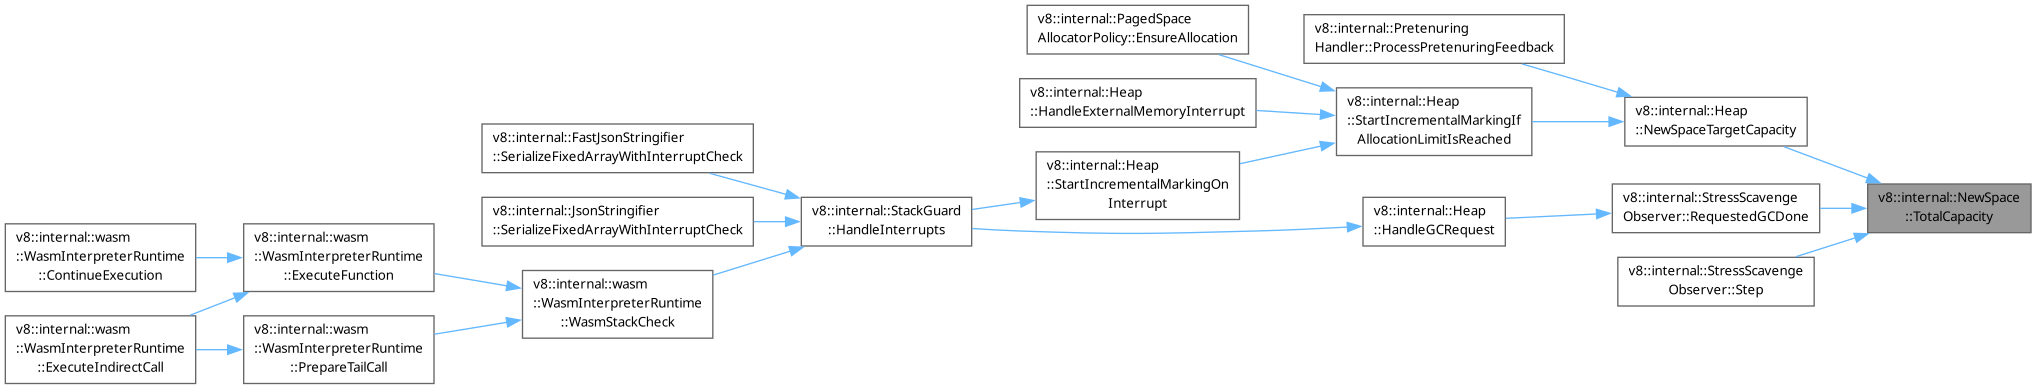 v8::internal::PagedSpace
AllocatorPolicy::EnsureAllocation
v8::internal::Pretenuring
Handler::ProcessPretenuringFeedback
v8::internal::Heap
::HandleExternalMemoryInterrupt
v8::internal::Heap
::StartIncrementalMarkingIf
AllocationLimitIsReached
v8::internal::Heap
::NewSpaceTargetCapacity
v8::internal::FastJsonStringifier
::SerializeFixedArrayWithInterruptCheck
v8::internal::Heap
::StartIncrementalMarkingOn
Interrupt
v8::internal::JsonStringifier
::SerializeFixedArrayWithInterruptCheck
v8::internal::StackGuard
::HandleInterrupts
v8::internal::Heap
::HandleGCRequest
v8::internal::StressScavenge
Observer::RequestedGCDone
v8::internal::NewSpace
::TotalCapacity
v8::internal::wasm
::WasmInterpreterRuntime
::ContinueExecution
v8::internal::wasm
::WasmInterpreterRuntime
::ExecuteFunction
v8::internal::wasm
::WasmInterpreterRuntime
::WasmStackCheck
v8::internal::StressScavenge
Observer::Step
v8::internal::wasm
::WasmInterpreterRuntime
::ExecuteIndirectCall
v8::internal::wasm
::WasmInterpreterRuntime
::PrepareTailCall